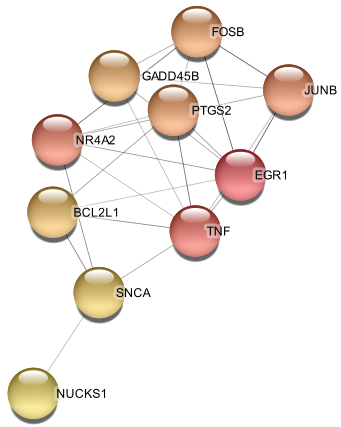 FOSB
GADD45B
JUNB
PTGS2
NR4A2
EGR1
BCL2L1
TNF
SNCA
NUCKS1